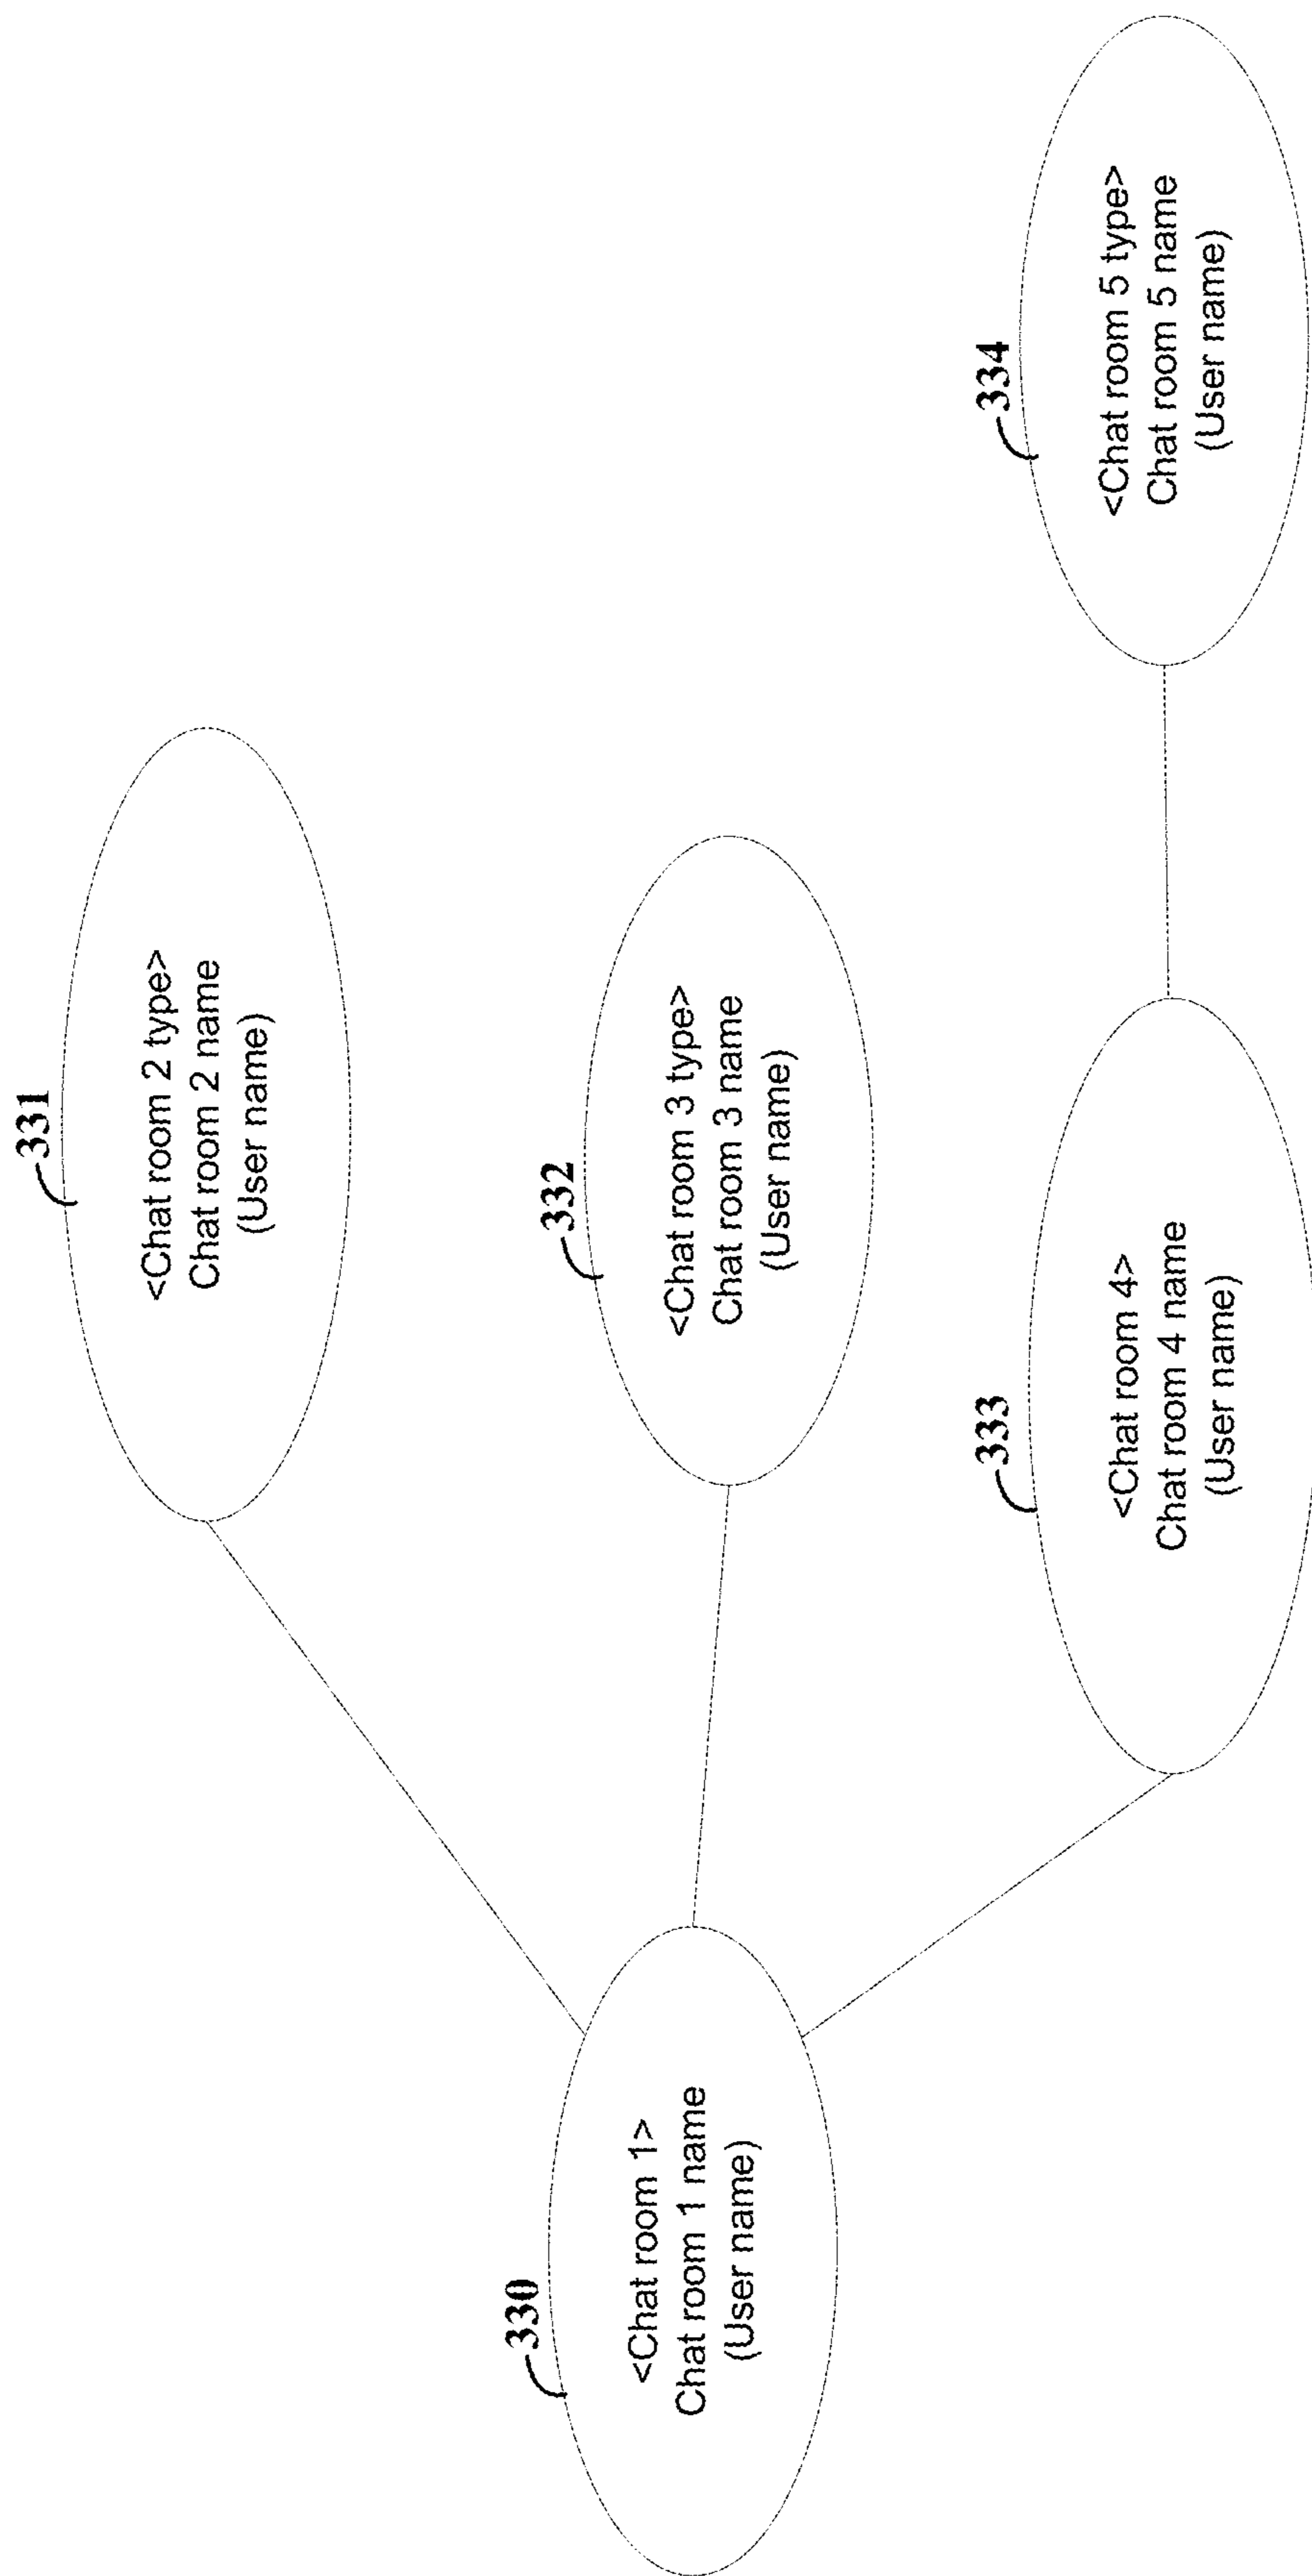 331
<Chat room 2 type>
Chat room 2 name
(User name)
330
<Chat room 1>
Chat room 1 name
(User name)
332
<Chat room 3 type>
Chat room 3 name
(User name)
333
<Chat room 4>
Chat room 4 name
(User name)
334
<Chat room 5 type>
Chat room 5 name
(User name)